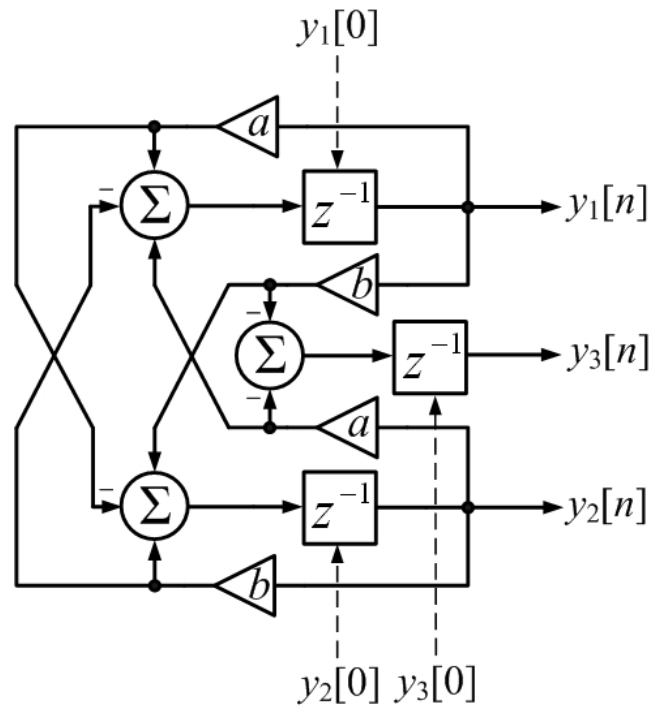 y₁[0]
a
−
Σ
z⁻¹
y₁[n]
b
−
Σ
z⁻¹
y₃[n]
−
a
−
Σ
z⁻¹
y₂[n]
b
y₂[0] y₃[0]